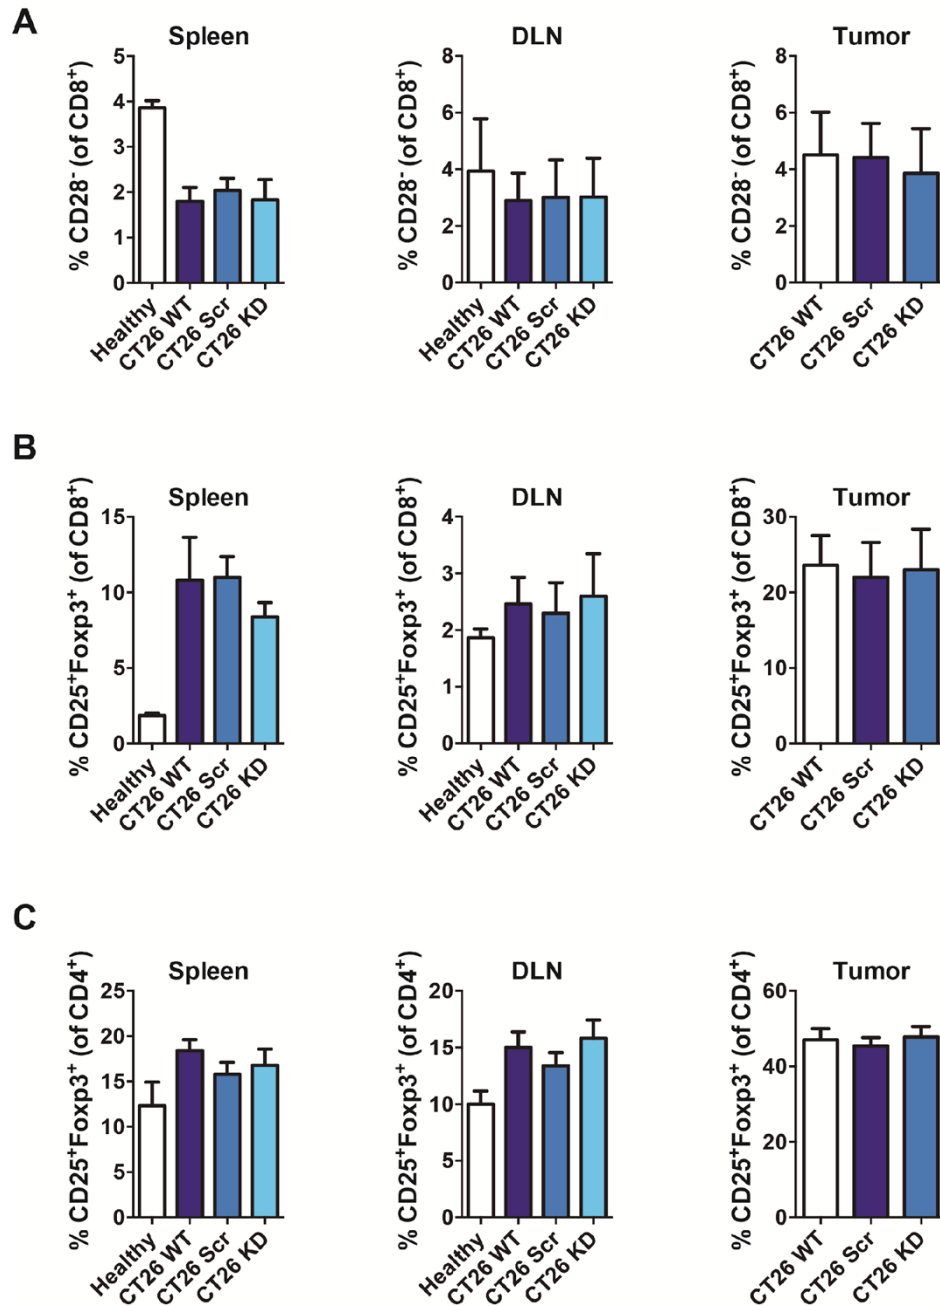 A
Spleen
% CD28⁻ (of CD8⁺)
5
4
3
2
1
0
Healthy
CT26 WT
CT26 Scr
CT26 KD
DLN
% CD28⁻ (of CD8⁺)
8
6
4
2
0
Healthy
CT26 WT
CT26 Scr
CT26 KD
Tumor
% CD28⁻ (of CD8⁺)
8
6
4
2
0
CT26 WT
CT26 Scr
CT26 KD
B
Spleen
% CD25⁺Foxp3⁺ (of CD8⁺)
15
10
5
0
Healthy
CT26 WT
CT26 Scr
CT26 KD
DLN
% CD25⁺Foxp3⁺ (of CD8⁺)
4
3
2
1
0
Healthy
CT26 WT
CT26 Scr
CT26 KD
Tumor
% CD25⁺Foxp3⁺ (of CD8⁺)
30
20
10
0
CT26 WT
CT26 Scr
CT26 KD
C
Spleen
% CD25⁺Foxp3⁺ (of CD4⁺)
25
20
15
10
5
0
Healthy
CT26 WT
CT26 Scr
CT26 KD
DLN
% CD25⁺Foxp3⁺ (of CD4⁺)
20
15
10
5
0
Healthy
CT26 WT
CT26 Scr
CT26 KD
Tumor
% CD25⁺Foxp3⁺ (of CD4⁺)
60
40
20
0
CT26 WT
CT26 Scr
CT26 KD